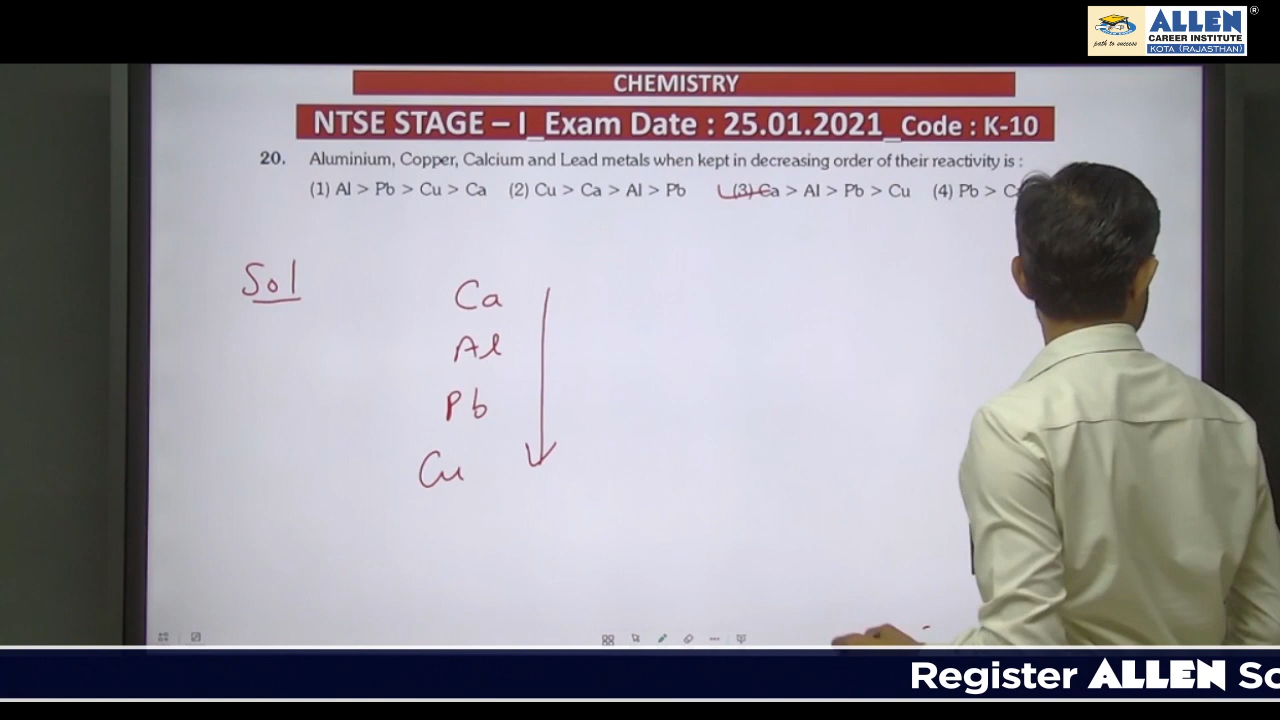 ALLEN®
CAREER INSTITUTE
path to success
KOTA (RAJASTHAN)
CHEMISTRY
NTSE STAGE – I_Exam Date : 25.01.2021_Code : K-10
20. Aluminium, Copper, Calcium and Lead metals when kept in decreasing order of their reactivity is :
(1) Al > Pb > Cu > Ca (2) Cu > Ca > Al > Pb (3) Ca > Al > Pb > Cu (4) Pb >
Sol
Ca
Al
Pb
Cu
Register ALLEN